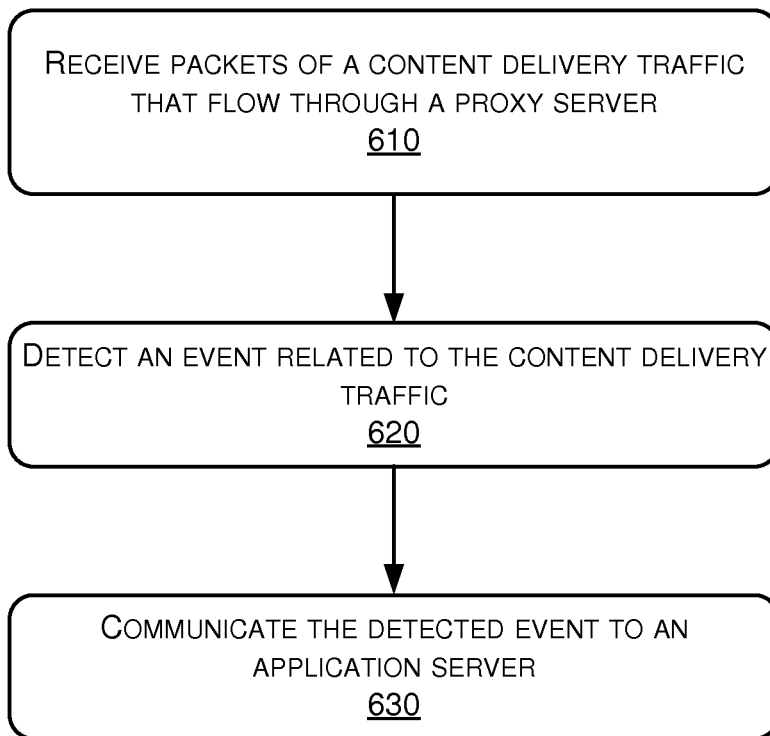 RECEIVE PACKETS OF A CONTENT DELIVERY TRAFFIC
THAT FLOW THROUGH A PROXY SERVER
610
DETECT AN EVENT RELATED TO THE CONTENT DELIVERY
TRAFFIC
620
COMMUNICATE THE DETECTED EVENT TO AN
APPLICATION SERVER
630